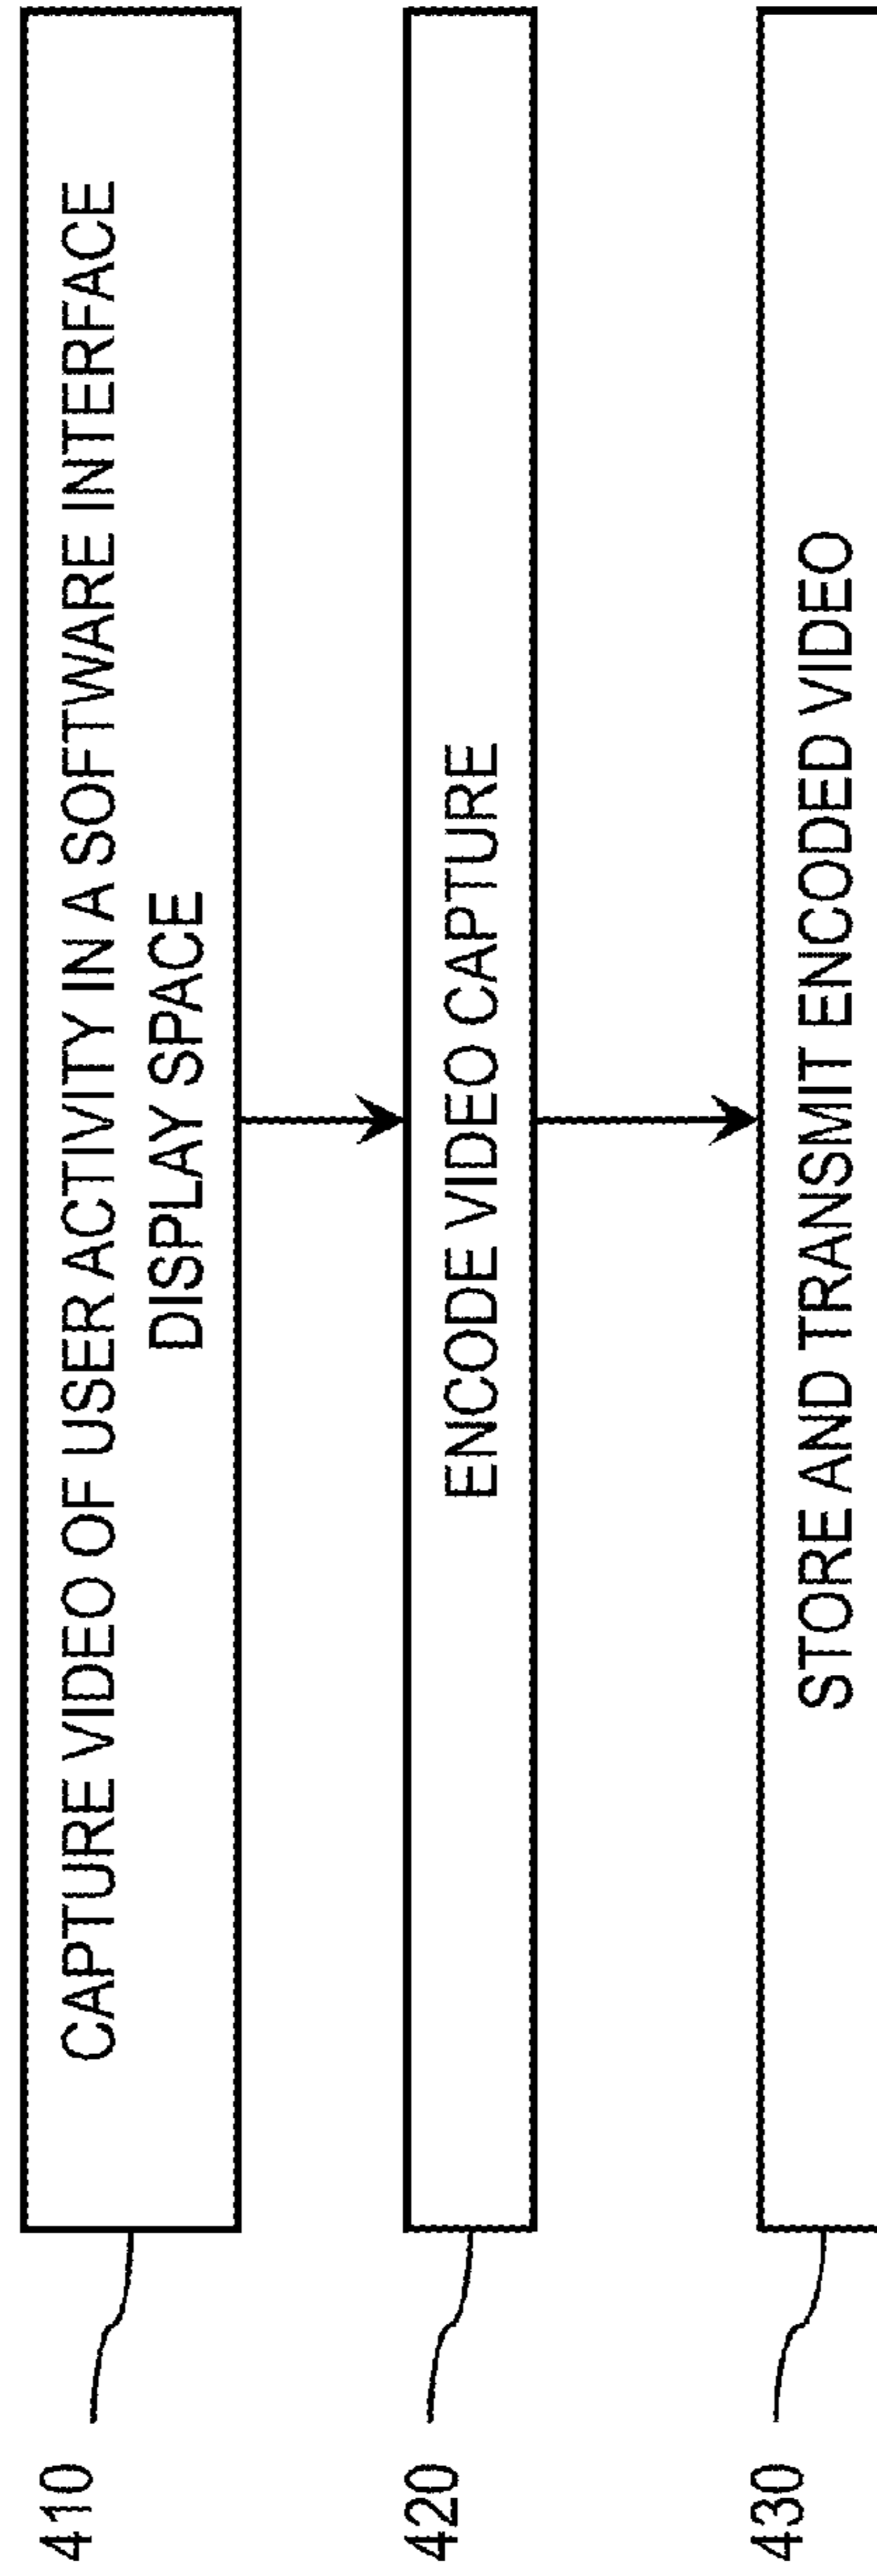 410
CAPTURE VIDEO OF USER ACTIVITY IN A SOFTWARE INTERFACE
DISPLAY SPACE
420
ENCODE VIDEO CAPTURE
430
STORE AND TRANSMIT ENCODED VIDEO